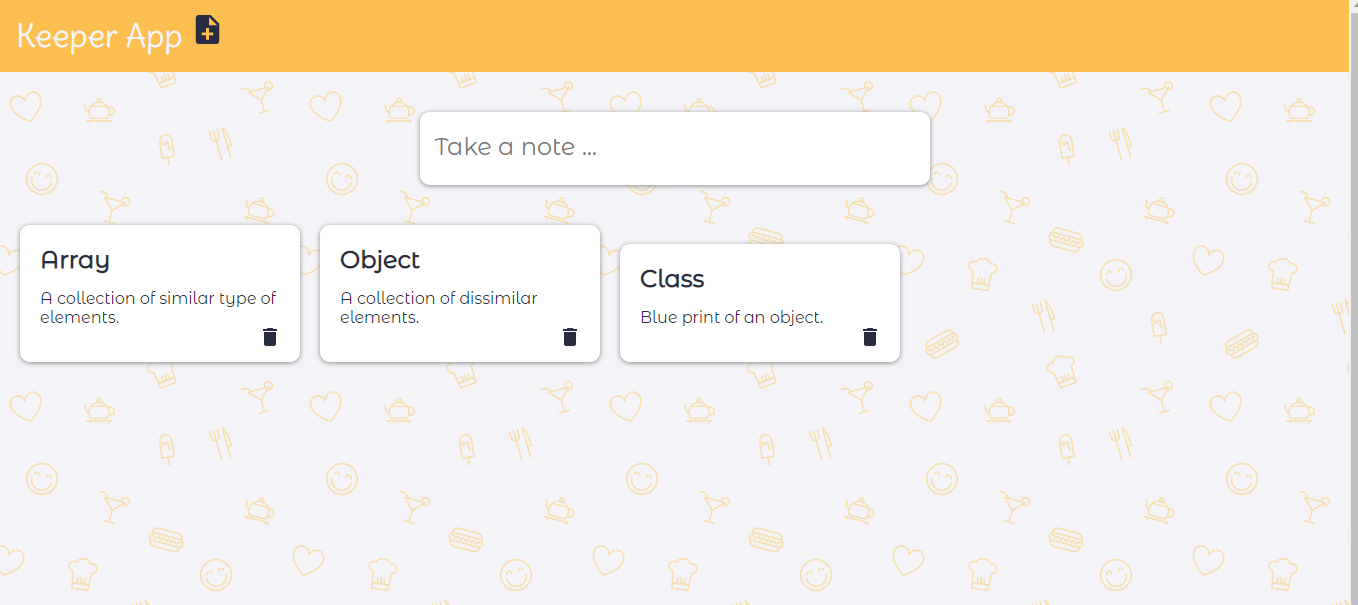 Keeper App
Take a note ...
Array
A collection of similar type of
elements.
Object
A collection of dissimilar
elements.
Class
Blue print of an object.